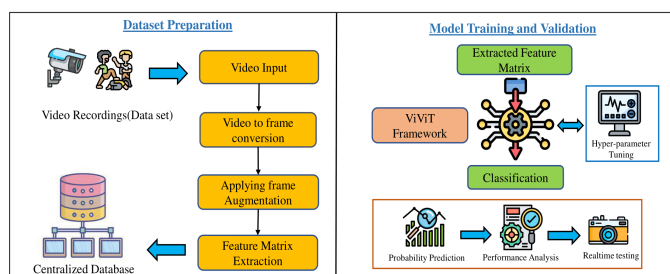 Dataset Preparation
Video Recordings(Data set)
Video Input
Video to frame
conversion
Applying frame
Augmentation
Feature Matrix
Extraction
Centralized Database
Model Training and Validation
Extracted Feature
Matrix
ViViT
Framework
Hyper-parameter
Tuning
Classification
Probability Prediction
Performance Analysis
Realtime testing